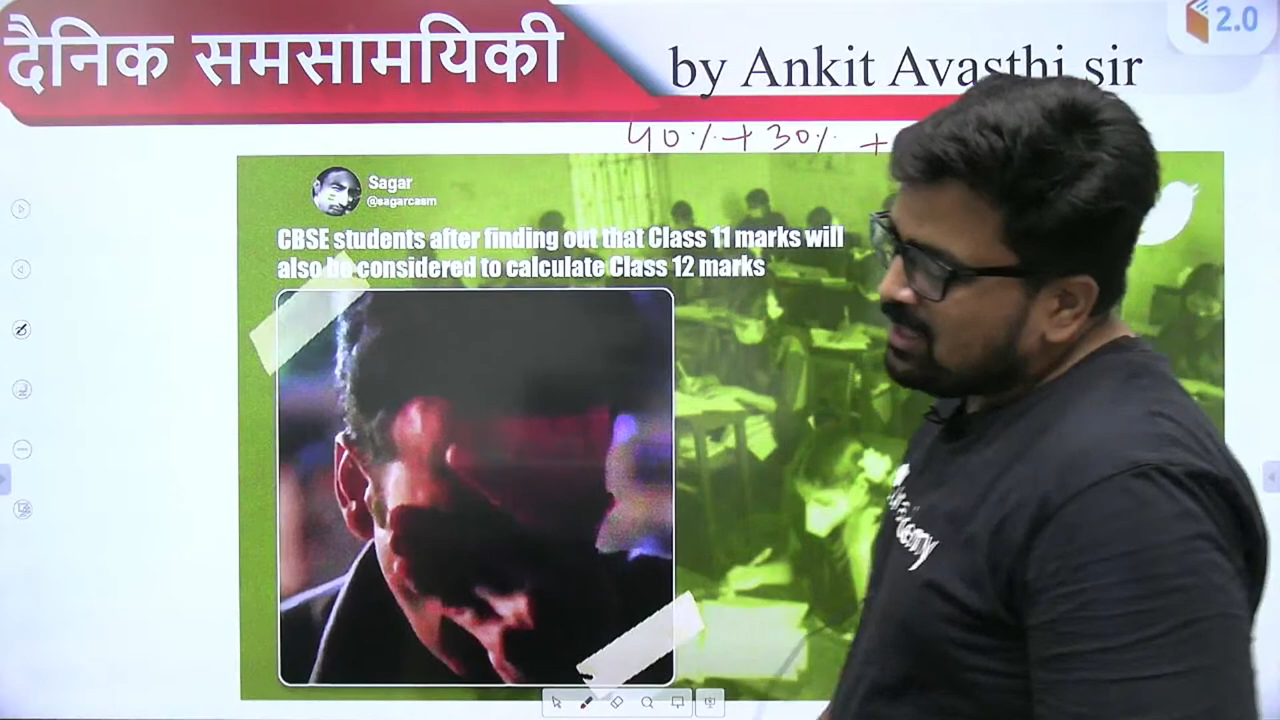 दैनिक समसामयिकी
by Ankit Avasthi sir
2.0
40% + 30% +
Sagar
@sagarcasm
CBSE students after finding out that Class 11 marks will
also be considered to calculate Class 12 marks